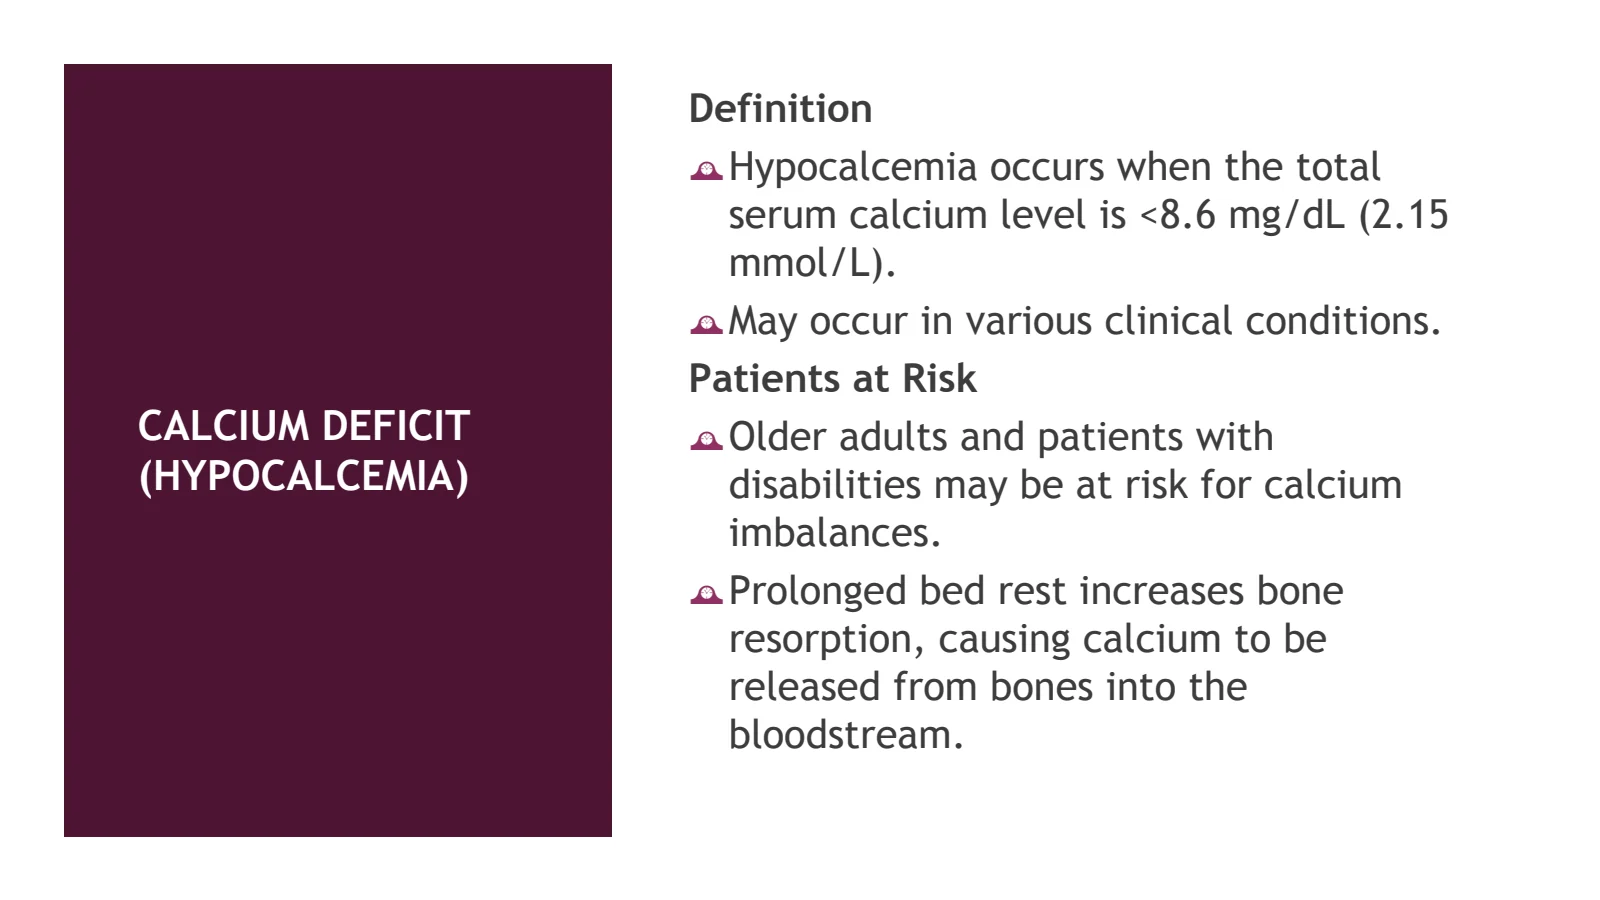 CALCIUM DEFICIT
(HYPOCALCEMIA)
Definition
Hypocalcemia occurs when the total
serum calcium level is <8.6 mg/dL (2.15
mmol/L).
May occur in various clinical conditions.
Patients at Risk
Older adults and patients with
disabilities may be at risk for calcium
imbalances.
Prolonged bed rest increases bone
resorption, causing calcium to be
released from bones into the
bloodstream.